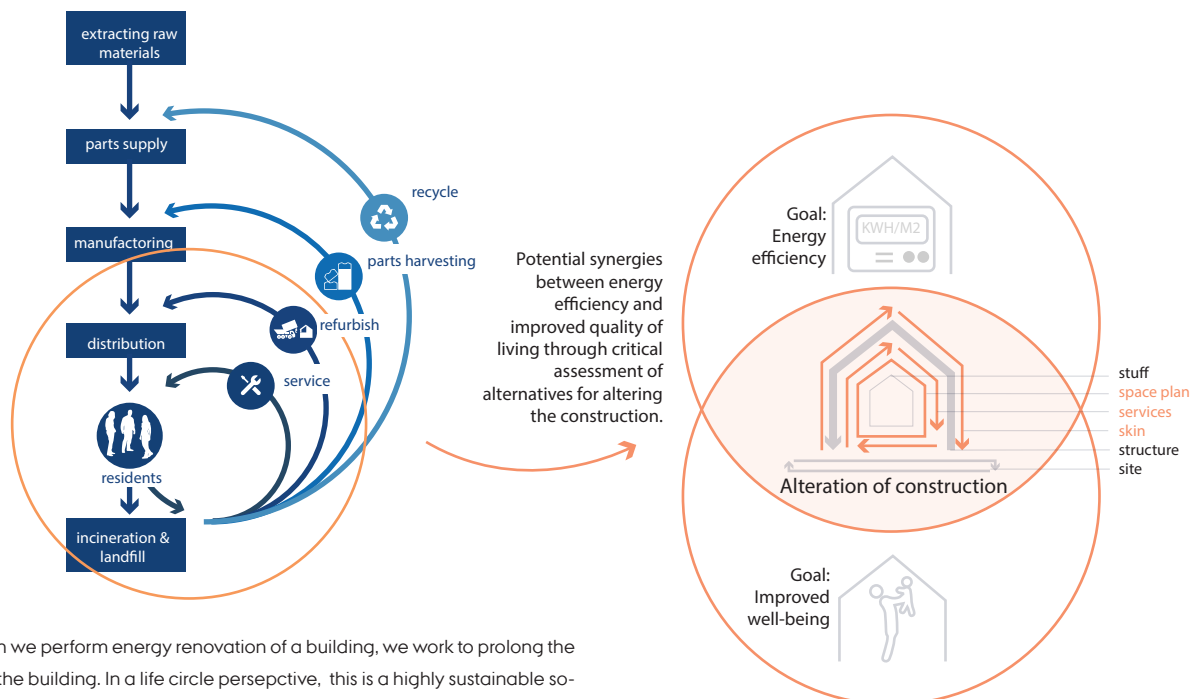 extracting raw
materials
parts supply
manufactoring
distribution
residents
incineration &
landfill
recycle
parts harvesting
refurbish
service
Potential synergies
between energy
efficiency and
improved quality of
living through critical
assessment of
alternatives for altering
the construction.
Goal:
Energy
efficiency
KWH/M2
stuff
space plan
services
skin
structure
site
Alteration of construction
Goal:
Improved
well-being
we perform energy renovation of a building, we work to prolong the
the building. In a life circle persepctive, this is a highly sustainable so-